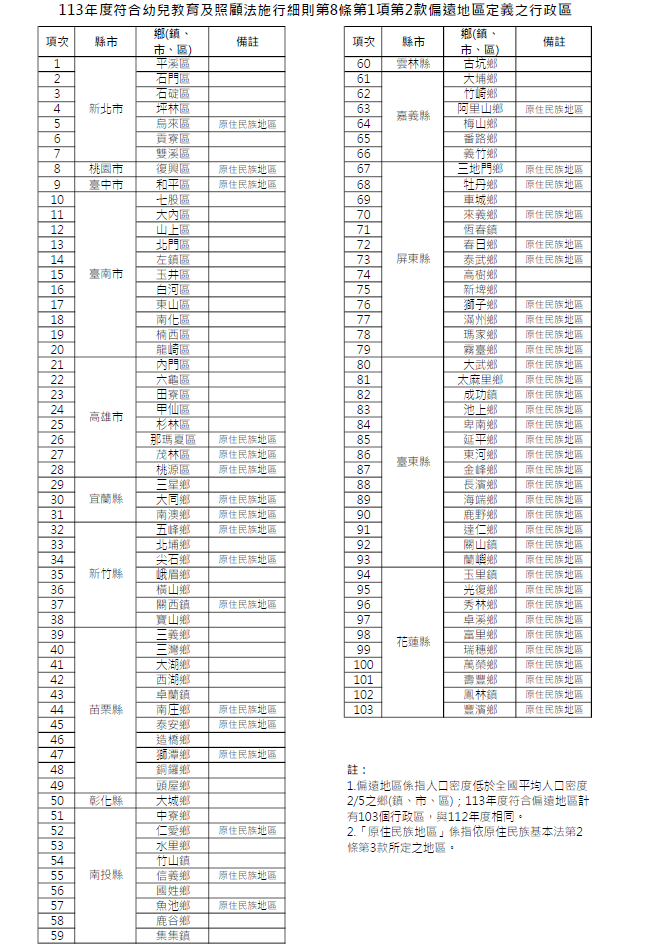 113年度符合幼兒教育及照顧法施行細則第8條第1項第2款偏遠地區定義之行政區
項次 縣市 鄉(鎮、市、區) 備註
1 新北市 平溪區
2 石門區
3 石碇區
4 坪林區
5 烏來區 原住民族地區
6 貢寮區
7 雙溪區
8 桃園市 復興區 原住民族地區
9 臺中市 和平區 原住民族地區
10 臺南市 七股區
11 大內區
12 山上區
13 北門區
14 左鎮區
15 玉井區
16 白河區
17 東山區
18 南化區
19 楠西區
20 龍崎區
21 高雄市 內門區
22 六龜區
23 田寮區
24 甲仙區
25 杉林區
26 那瑪夏區 原住民族地區
27 茂林區 原住民族地區
28 桃源區 原住民族地區
29 宜蘭縣 三星鄉
30 大同鄉 原住民族地區
31 南澳鄉 原住民族地區
32 新竹縣 五峰鄉 原住民族地區
33 北埔鄉
34 尖石鄉 原住民族地區
35 峨眉鄉
36 橫山鄉
37 關西鎮 原住民族地區
38 寶山鄉
39 苗栗縣 三義鄉
40 三灣鄉
41 大湖鄉
42 西湖鄉
43 卓蘭鎮
44 南庄鄉 原住民族地區
45 泰安鄉 原住民族地區
46 造橋鄉
47 獅潭鄉 原住民族地區
48 銅鑼鄉
49 頭屋鄉
50 彰化縣 大城鄉
51 南投縣 中寮鄉
52 仁愛鄉 原住民族地區
53 水里鄉
54 竹山鎮
55 信義鄉 原住民族地區
56 國姓鄉
57 魚池鄉 原住民族地區
58 鹿谷鄉
59 集集鎮
項次 縣市 鄉(鎮、市、區) 備註
60 雲林縣 古坑鄉
61 嘉義縣 大埔鄉
62 竹崎鄉
63 阿里山鄉 原住民族地區
64 梅山鄉
65 番路鄉
66 義竹鄉
67 屏東縣 三地門鄉 原住民族地區
68 牡丹鄉 原住民族地區
69 車城鄉
70 來義鄉 原住民族地區
71 恆春鎮
72 春日鄉 原住民族地區
73 泰武鄉 原住民族地區
74 高樹鄉
75 新埤鄉
76 獅子鄉 原住民族地區
77 滿州鄉 原住民族地區
78 瑪家鄉 原住民族地區
79 霧臺鄉 原住民族地區
80 臺東縣 大武鄉 原住民族地區
81 太麻里鄉 原住民族地區
82 成功鎮 原住民族地區
83 池上鄉 原住民族地區
84 卑南鄉 原住民族地區
85 延平鄉 原住民族地區
86 東河鄉 原住民族地區
87 金峰鄉 原住民族地區
88 長濱鄉 原住民族地區
89 海端鄉 原住民族地區
90 鹿野鄉 原住民族地區
91 達仁鄉 原住民族地區
92 關山鎮 原住民族地區
93 蘭嶼鄉 原住民族地區
94 花蓮縣 玉里鎮 原住民族地區
95 光復鄉 原住民族地區
96 秀林鄉 原住民族地區
97 卓溪鄉 原住民族地區
98 富里鄉 原住民族地區
99 瑞穗鄉 原住民族地區
100 萬榮鄉 原住民族地區
101 壽豐鄉 原住民族地區
102 鳳林鎮 原住民族地區
103 豐濱鄉 原住民族地區
註：
1.偏遠地區係指人口密度低於全國平均人口密度
2/5之鄉(鎮、市、區)；113年度符合偏遠地區計
有103個行政區，與112年度相同。
2.「原住民族地區」係指依原住民族基本法第2
條第3款所定之地區。